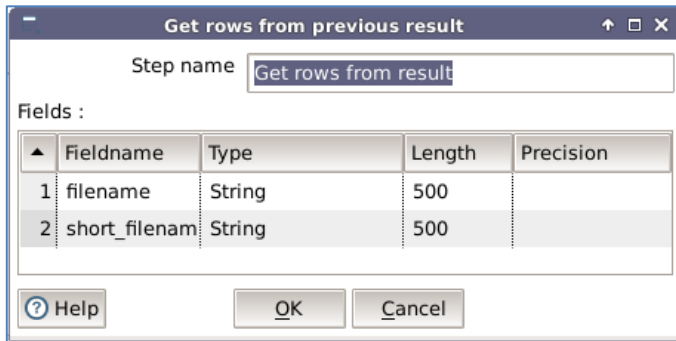 Get rows from previous result
Step name Get rows from result
Fields :
Fieldname Type Length Precision
1 filename String 500
2 short_filenam String 500
Help OK Cancel